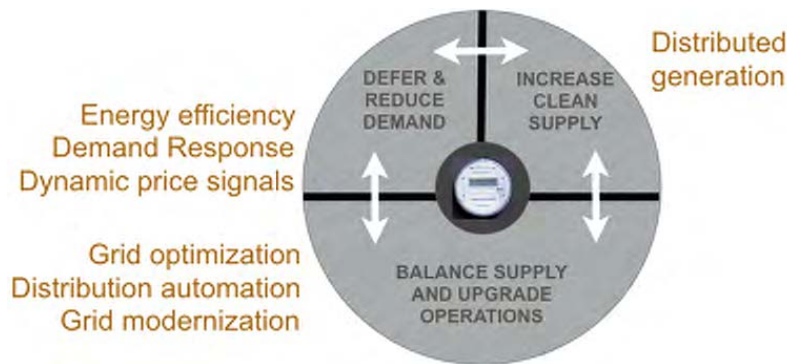 Distributed
generation
DEFER &
REDUCE
DEMAND
INCREASE
CLEAN
SUPPLY
Energy efficiency
Demand Response
Dynamic price signals
Grid optimization
Distribution automation
Grid modernization
BALANCE SUPPLY
AND UPGRADE
OPERATIONS